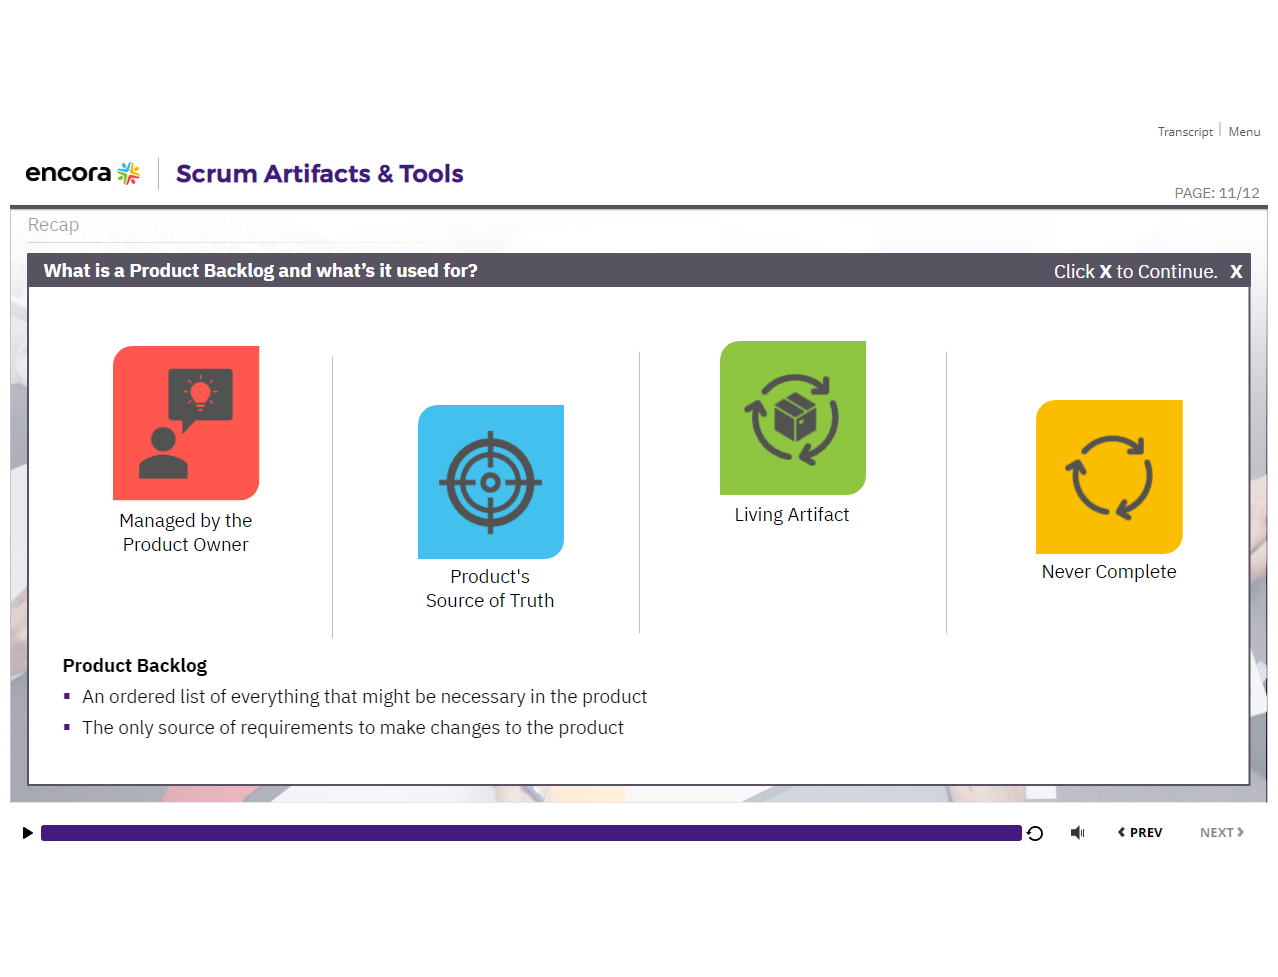 Transcript
Menu
encora
Scrum Artifacts & Tools
PAGE: 11/12
Recap
What is a Product Backlog and what’s it used for?
Click X to Continue. X
Managed by the
Product Owner
Product's
Source of Truth
Living Artifact
Never Complete
Product Backlog
An ordered list of everything that might be necessary in the product
The only source of requirements to make changes to the product
PREV
NEXT